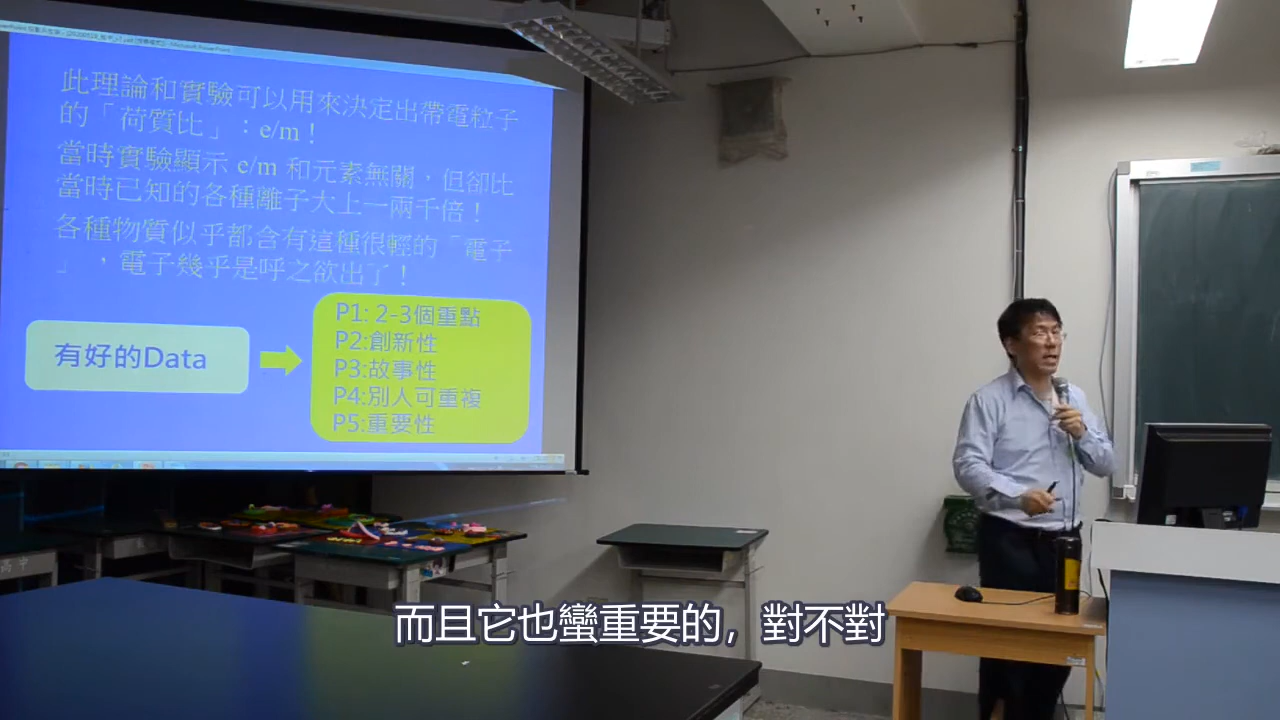 此理論和實驗可以用來決定出帶電粒子
的「荷質比」：e/m！
當時實驗顯示 e/m 和元素無關，但卻比
當時已知的各種離子大上一兩千倍！
各種物質似乎都含有這種很輕的「電子
」，電子幾乎是呼之欲出了！
有好的Data
P1: 2-3個重點
P2:創新性
P3:故事性
P4:別人可重複
P5:重要性
高中
而且它也蠻重要的，對不對